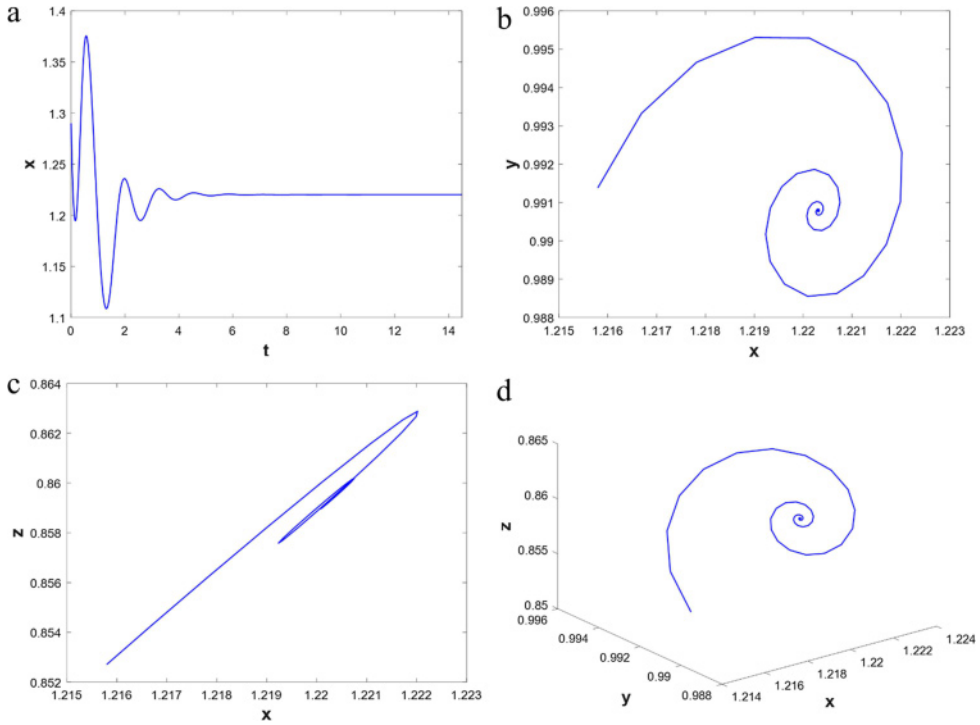 a
1.4
1.35
1.3
1.25
1.2
1.15
1.1
x
0 2 4 6 8 10 12 14
t
b
0.996
0.995
0.994
0.993
0.992
0.991
0.99
0.989
0.988
y
1.215 1.216 1.217 1.218 1.219 1.22 1.221 1.222 1.223
x
c
0.864
0.862
0.86
0.858
0.856
0.854
0.852
z
1.215 1.216 1.217 1.218 1.219 1.22 1.221 1.222 1.223
x
d
0.865
0.86
0.855
0.85
z
0.996
0.994
0.992
0.99
0.988
y
1.214
1.216
1.218
1.22
1.222
1.224
x